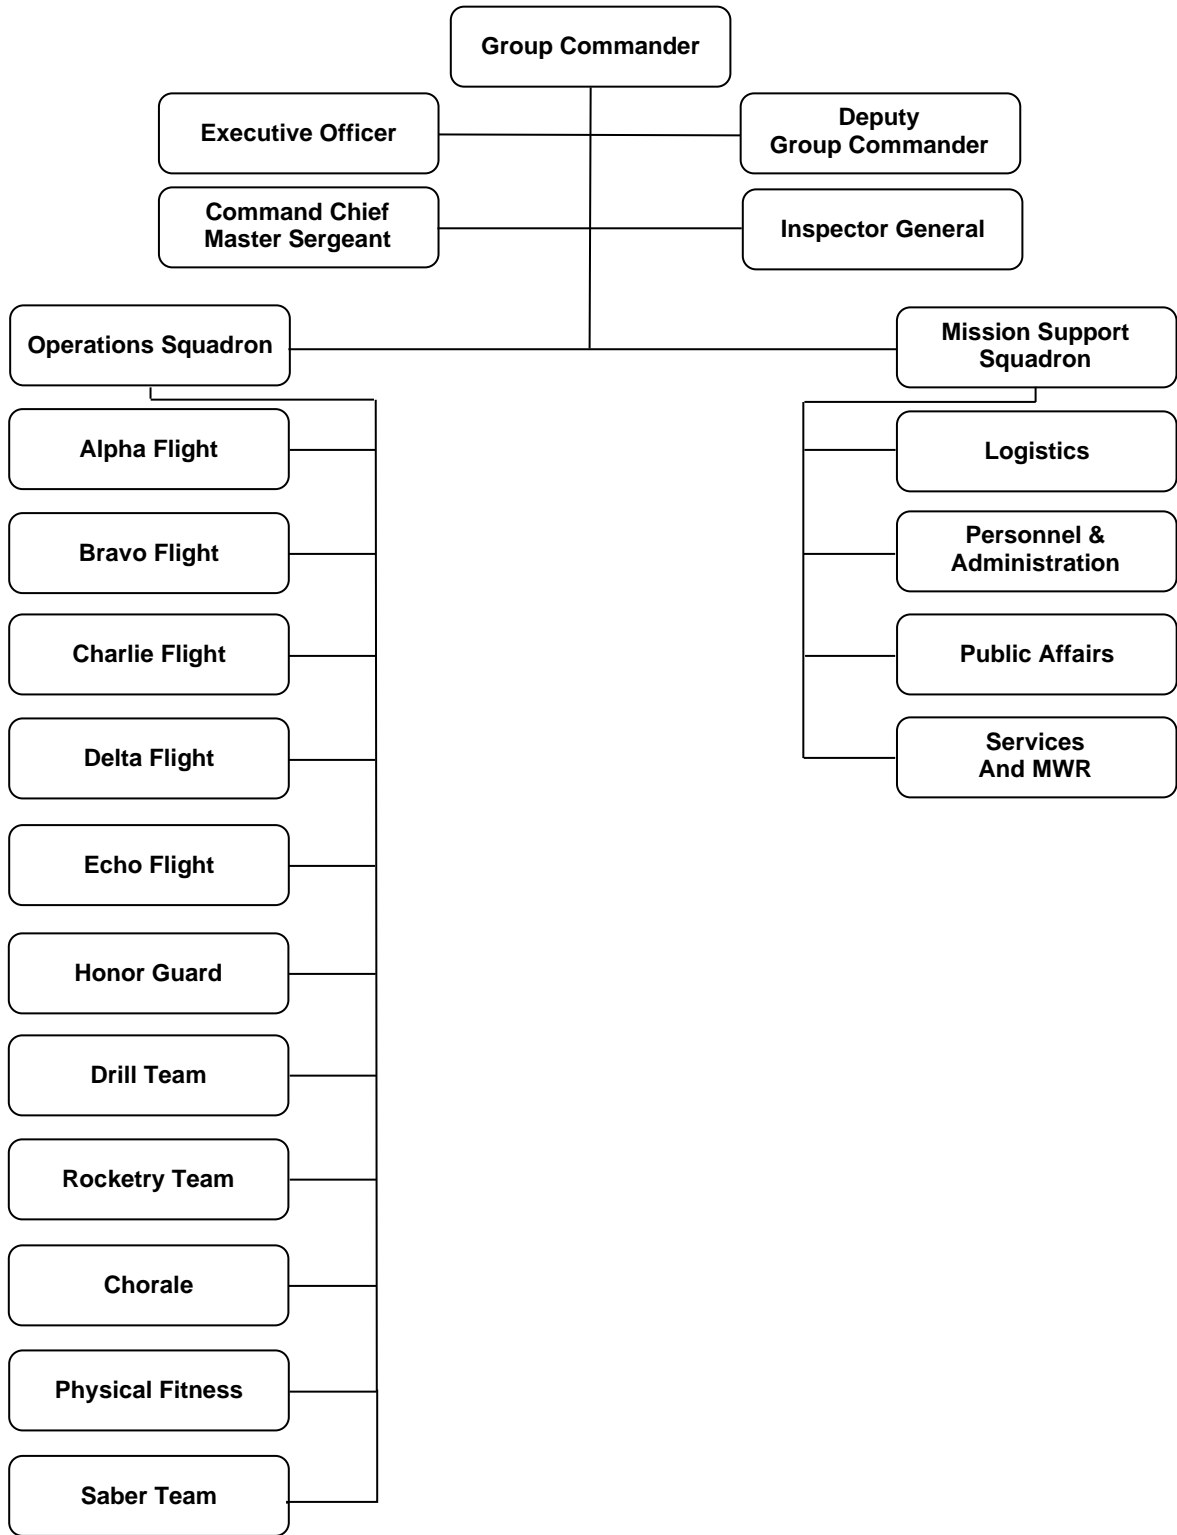 Group Commander
Executive Officer
Deputy
Group Commander
Command Chief
Master Sergeant
Inspector General
Operations Squadron
Mission Support
Squadron
Alpha Flight
Bravo Flight
Charlie Flight
Delta Flight
Echo Flight
Honor Guard
Drill Team
Rocketry Team
Chorale
Physical Fitness
Saber Team
Logistics
Personnel &
Administration
Public Affairs
Services
And MWR